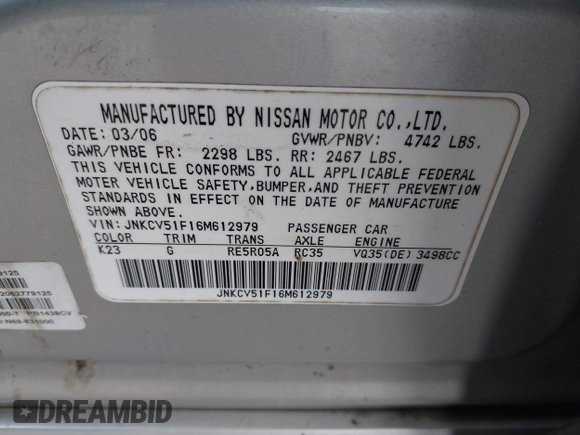 MANUFACTURED BY NISSAN MOTOR CO.,LTD.
DATE: 03/06 GVWR/PNBV: 4742 LBS.
GAWR/PNBE FR: 2298 LBS. RR: 2467 LBS.
THIS VEHICLE CONFORMS TO ALL APPLICABLE FEDERAL
MOTER VEHICLE SAFETY,BUMPER,AND THEFT PREVENTION
STANDARDS IN EFFECT ON THE DATE OF MANUFACTURE
SHOWN ABOVE.
VIN: JNKCV51F16M612979 PASSENGER CAR
COLOR TRIM TRANS AXLE ENGINE
K23 G RE5R05A RC35 VQ35(DE) 3498CC
JNKCV51F16M612979
2062779125
DREAMBID